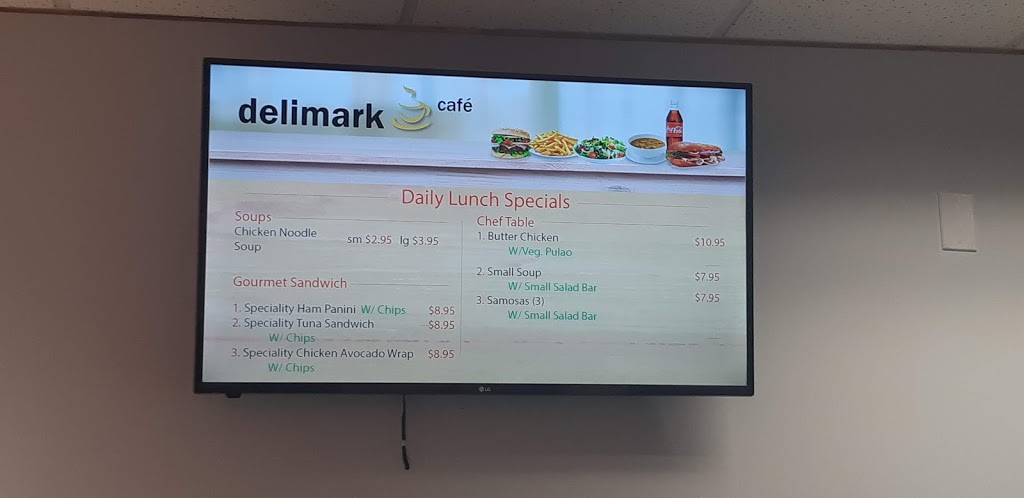 delimark café
Coca-Cola
Daily Lunch Specials
Soups
Chicken Noodle
Soup
sm $2.95 lg $3.95
Gourmet Sandwich
1. Speciality Ham Panini W/ Chips $8.95
2. Speciality Tuna Sandwich $8.95
W/ Chips
3. Speciality Chicken Avocado Wrap $8.95
W/ Chips
Chef Table
1. Butter Chicken $10.95
W/Veg. Pulao
2. Small Soup $7.95
W/ Small Salad Bar
3. Samosas (3) $7.95
W/ Small Salad Bar
LG